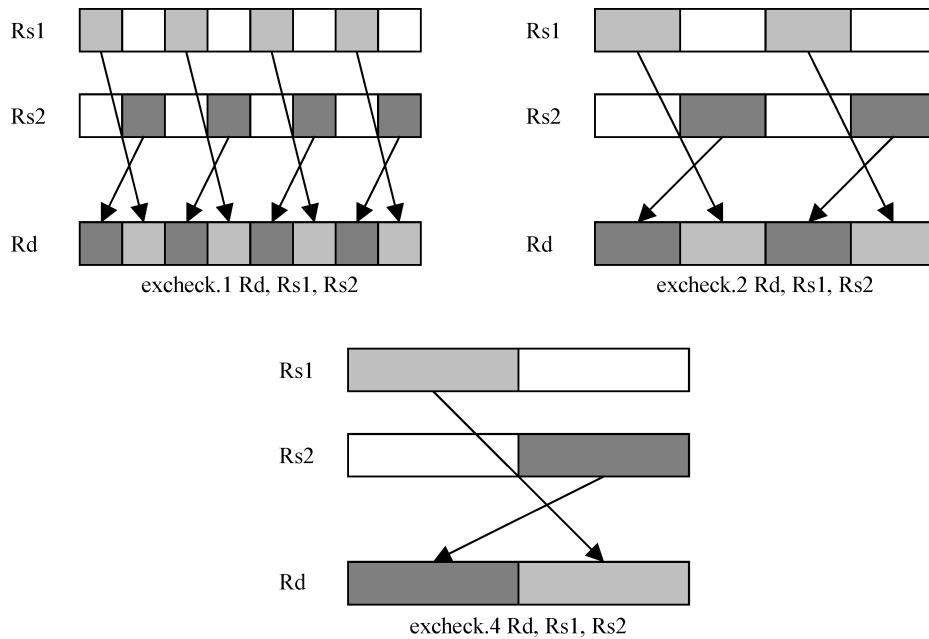 Rs1
Rs2
Rd
excheck.1 Rd, Rs1, Rs2
Rs1
Rs2
Rd
excheck.2 Rd, Rs1, Rs2
Rs1
Rs2
Rd
excheck.4 Rd, Rs1, Rs2